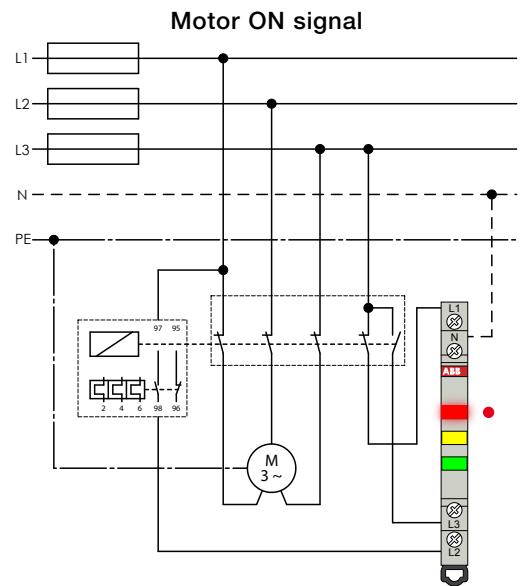 Motor ON signal
L1
L2
L3
N
PE
97 95
2 4 6 98 96
M
3 ~
L1
N
ABB
L3
L2